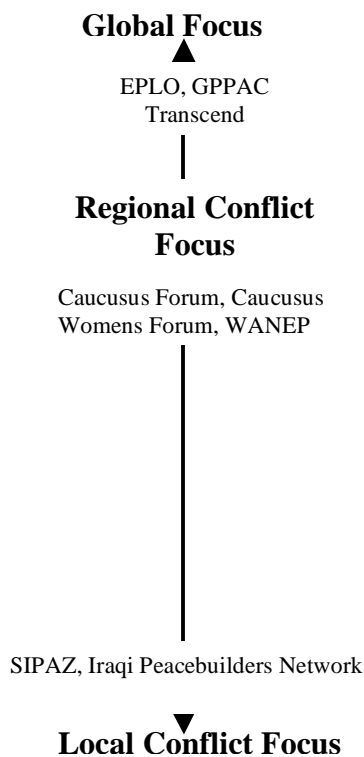 Global Focus
EPLO, GPPAC
Transcend
Regional Conflict
Focus
Caucusus Forum, Caucusus
Womens Forum, WANEP
SIPAZ, Iraqi Peacebuilders Network
Local Conflict Focus